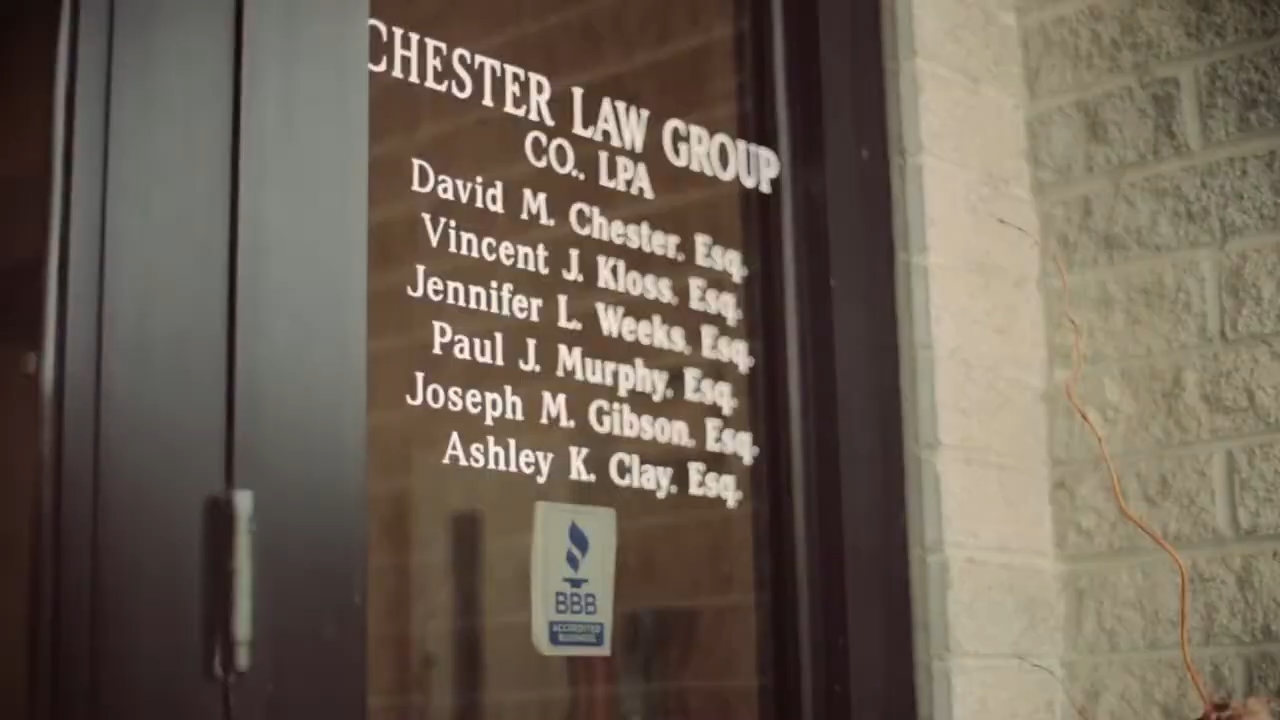 CHESTER LAW GROUP
CO., LPA
David M. Chester, Esq.
Vincent J. Kloss, Esq.
Jennifer L. Weeks, Esq.
Paul J. Murphy, Esq.
Joseph M. Gibson, Esq.
Ashley K. Clay, Esq.
BBB
ACCREDITED
BUSINESS